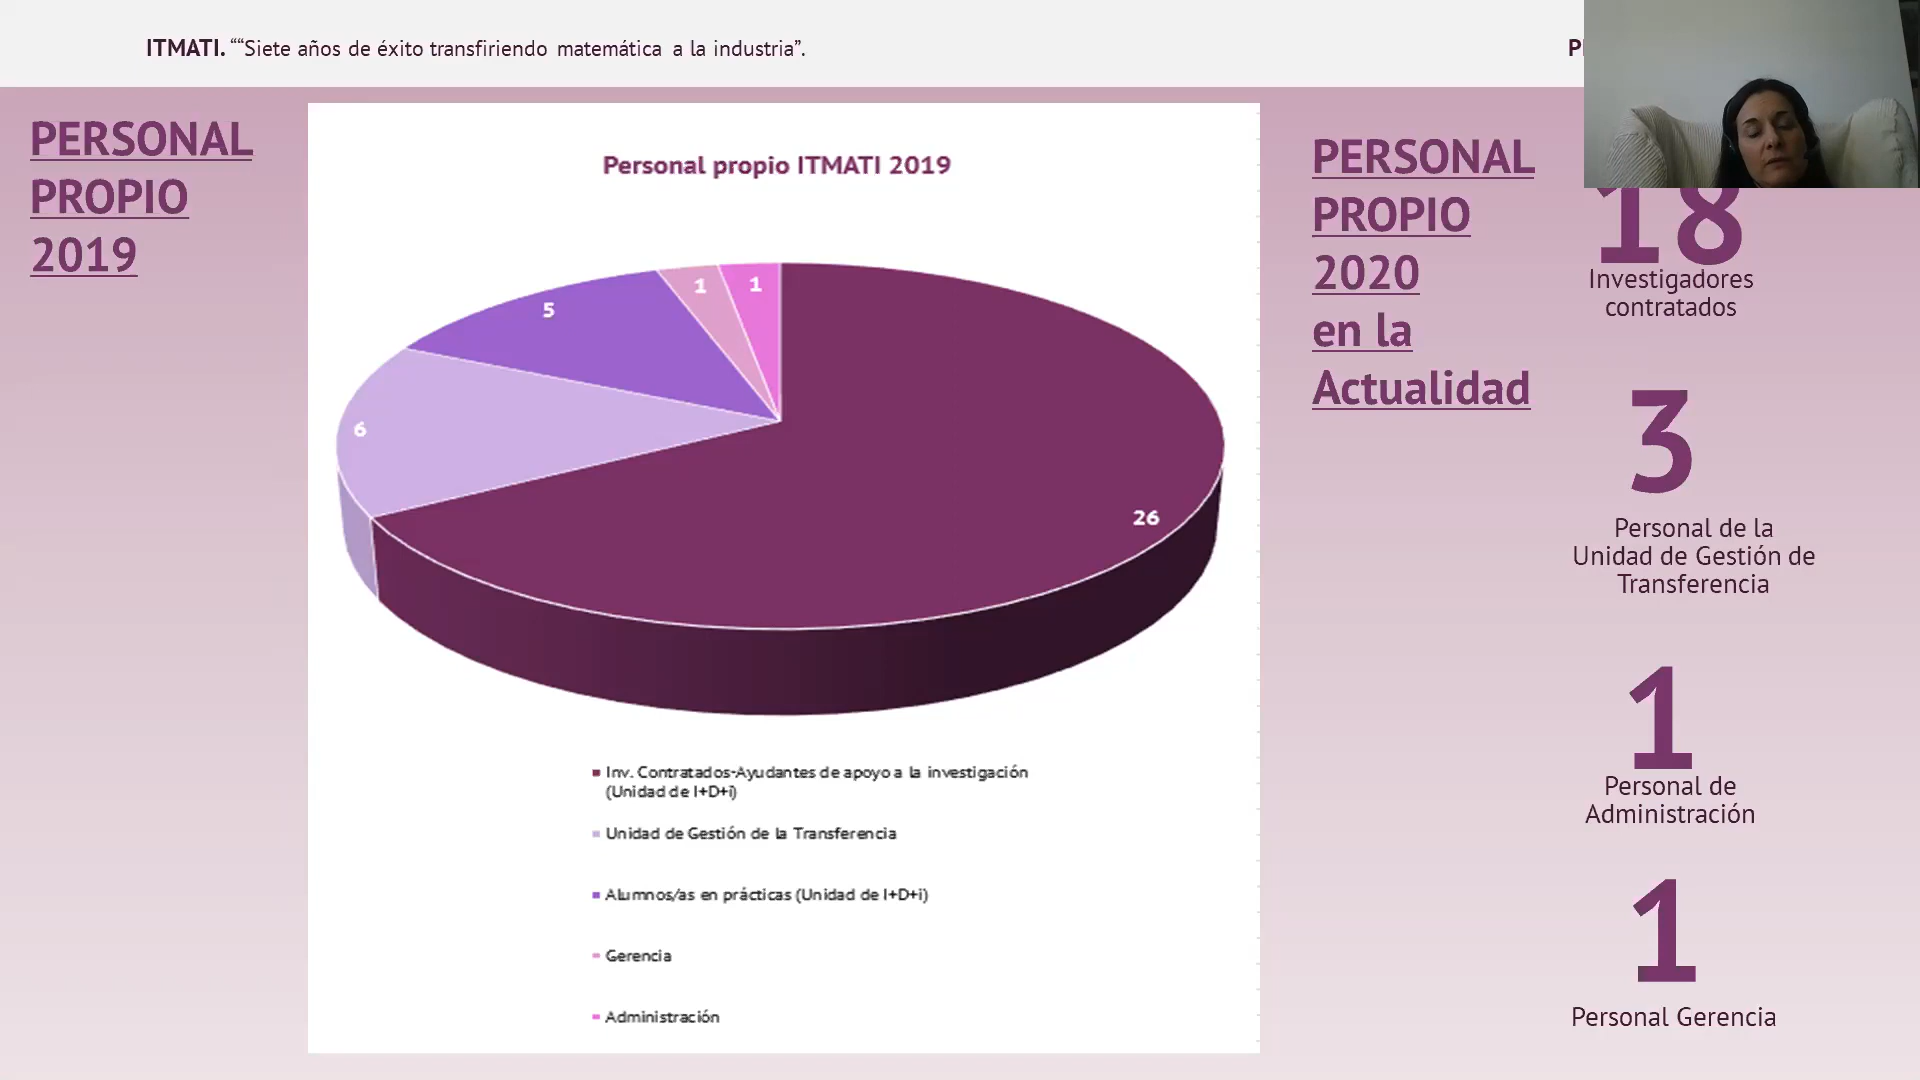 ITMATI. ““Siete años de éxito transfiriendo matemática a la industria”.
PERSONAL
PROPIO
2019
Personal propio ITMATI 2019
5
1
1
6
26
Inv. Contratados-Ayudantes de apoyo a la investigación
(Unidad de I+D+i)
Unidad de Gestión de la Transferencia
Alumnos/as en prácticas (Unidad de I+D+i)
Gerencia
Administración
PERSONAL
PROPIO
2020
en la
Actualidad
18
Investigadores
contratados
3
Personal de la
Unidad de Gestión de
Transferencia
1
Personal de
Administración
1
Personal Gerencia